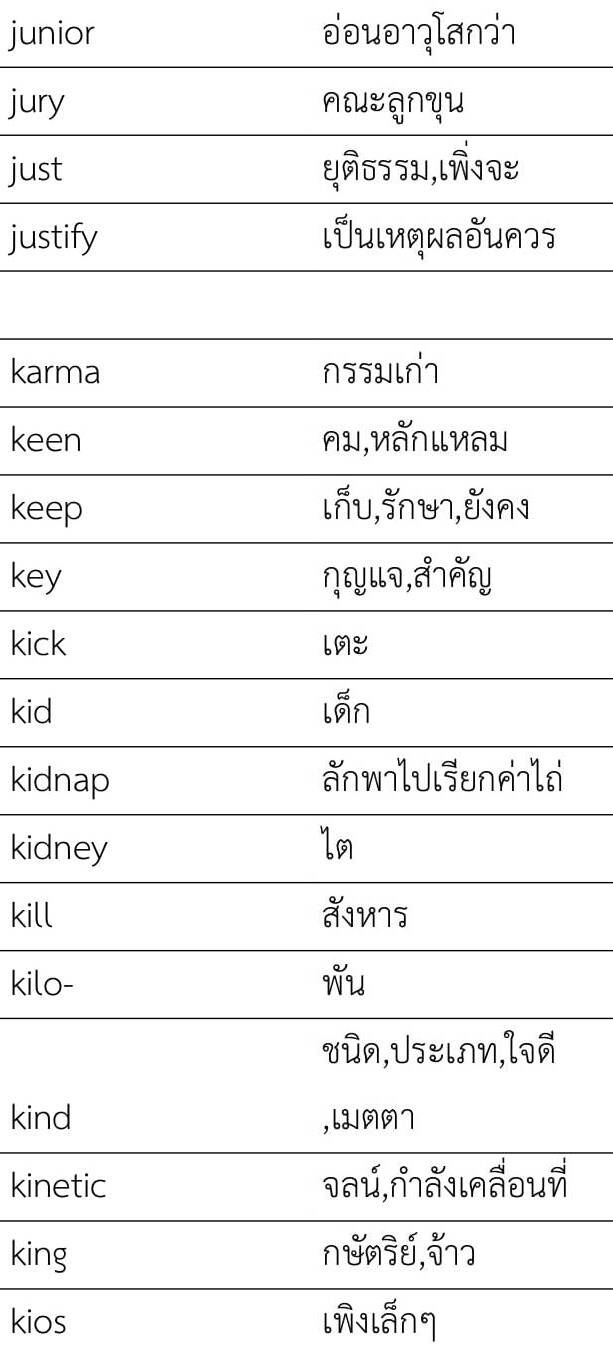 junior อ่อนอาวุโสกว่า
jury คณะลูกขุน
just ยุติธรรม,เพิ่งจะ
justify เป็นเหตุผลอันควร
karma กรรมเก่า
keen คม,หลักแหลม
keep เก็บ,รักษา,ยังคง
key กุญแจ,สำคัญ
kick เตะ
kid เด็ก
kidnap ลักพาไปเรียกค่าไถ่
kidney ไต
kill สังหาร
kilo- พัน
ชนิด,ประเภท,ใจดี
kind ,เมตตา
kinetic จลน์,กำลังเคลื่อนที่
king กษัตริย์,จ้าว
kios เพิงเล็กๆ